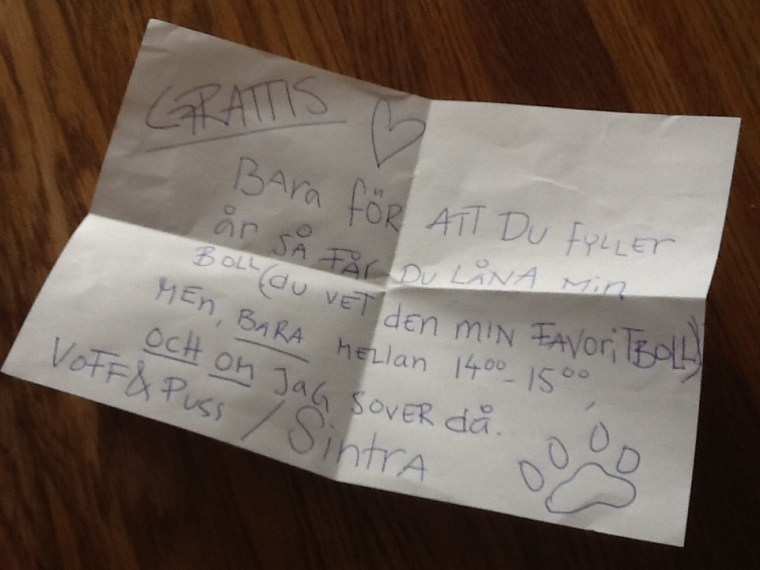 GRATTIS
BARA FÖR ATT DU FYLLER
ÅR SÅ FÅR DU LÅNA MIN
BOLL (DU VET DEN MIN FAVORITBOLL)
MEN, BARA MELLAN 14⁰⁰-15⁰⁰,
OCH OM JAG SOVER DÅ.
VOFF & PUSS / SINTRA